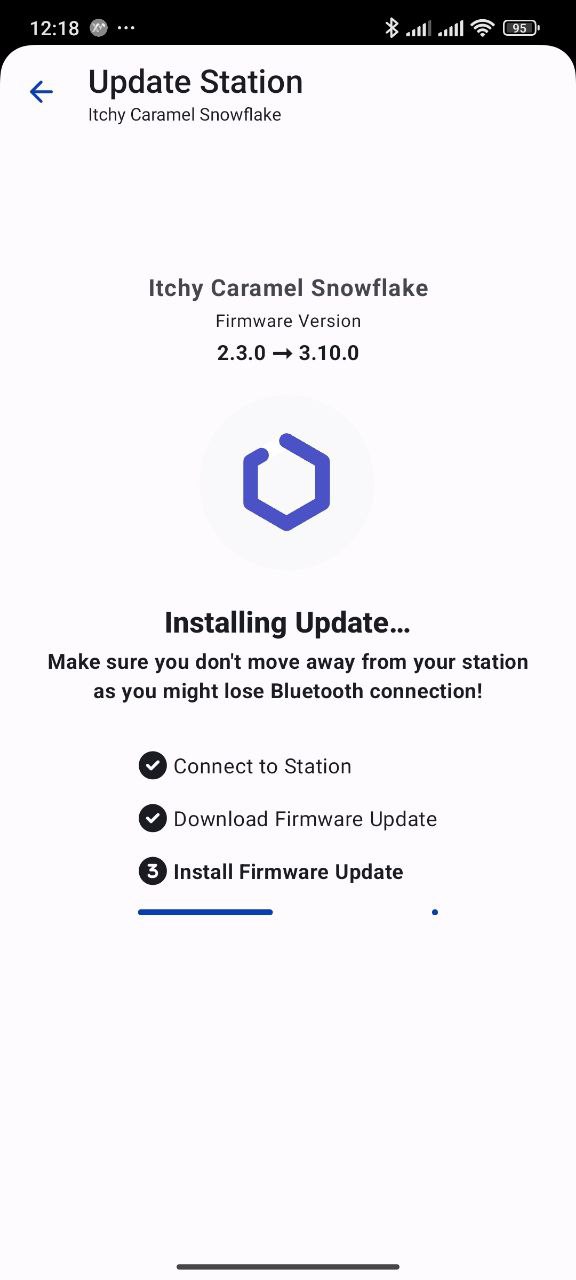 12:18
95
Update Station
Itchy Caramel Snowflake
Itchy Caramel Snowflake
Firmware Version
2.3.0 → 3.10.0
Installing Update...
Make sure you don't move away from your station
as you might lose Bluetooth connection!
Connect to Station
Download Firmware Update
3 Install Firmware Update